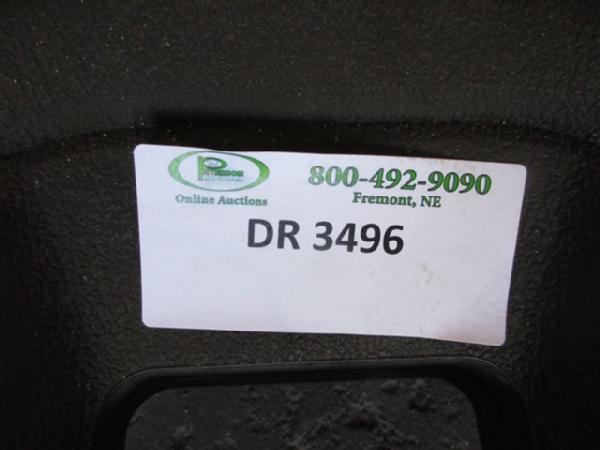 800-492-9090
Online Auctions
Fremont, NE
DR 3496